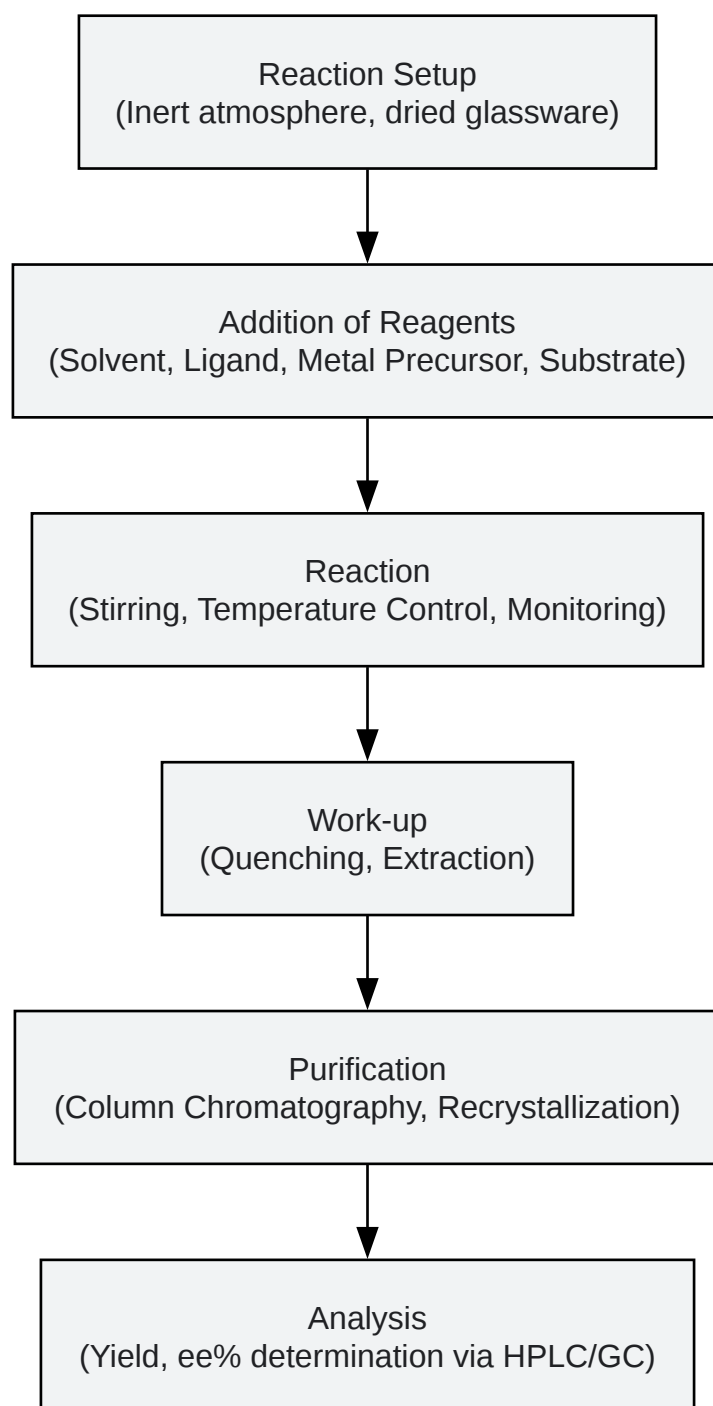 Reaction Setup
(Inert atmosphere, dried glassware)
Addition of Reagents
(Solvent, Ligand, Metal Precursor, Substrate)
Reaction
(Stirring, Temperature Control, Monitoring)
Work-up
(Quenching, Extraction)
Purification
(Column Chromatography, Recrystallization)
Analysis
(Yield, ee% determination via HPLC/GC)